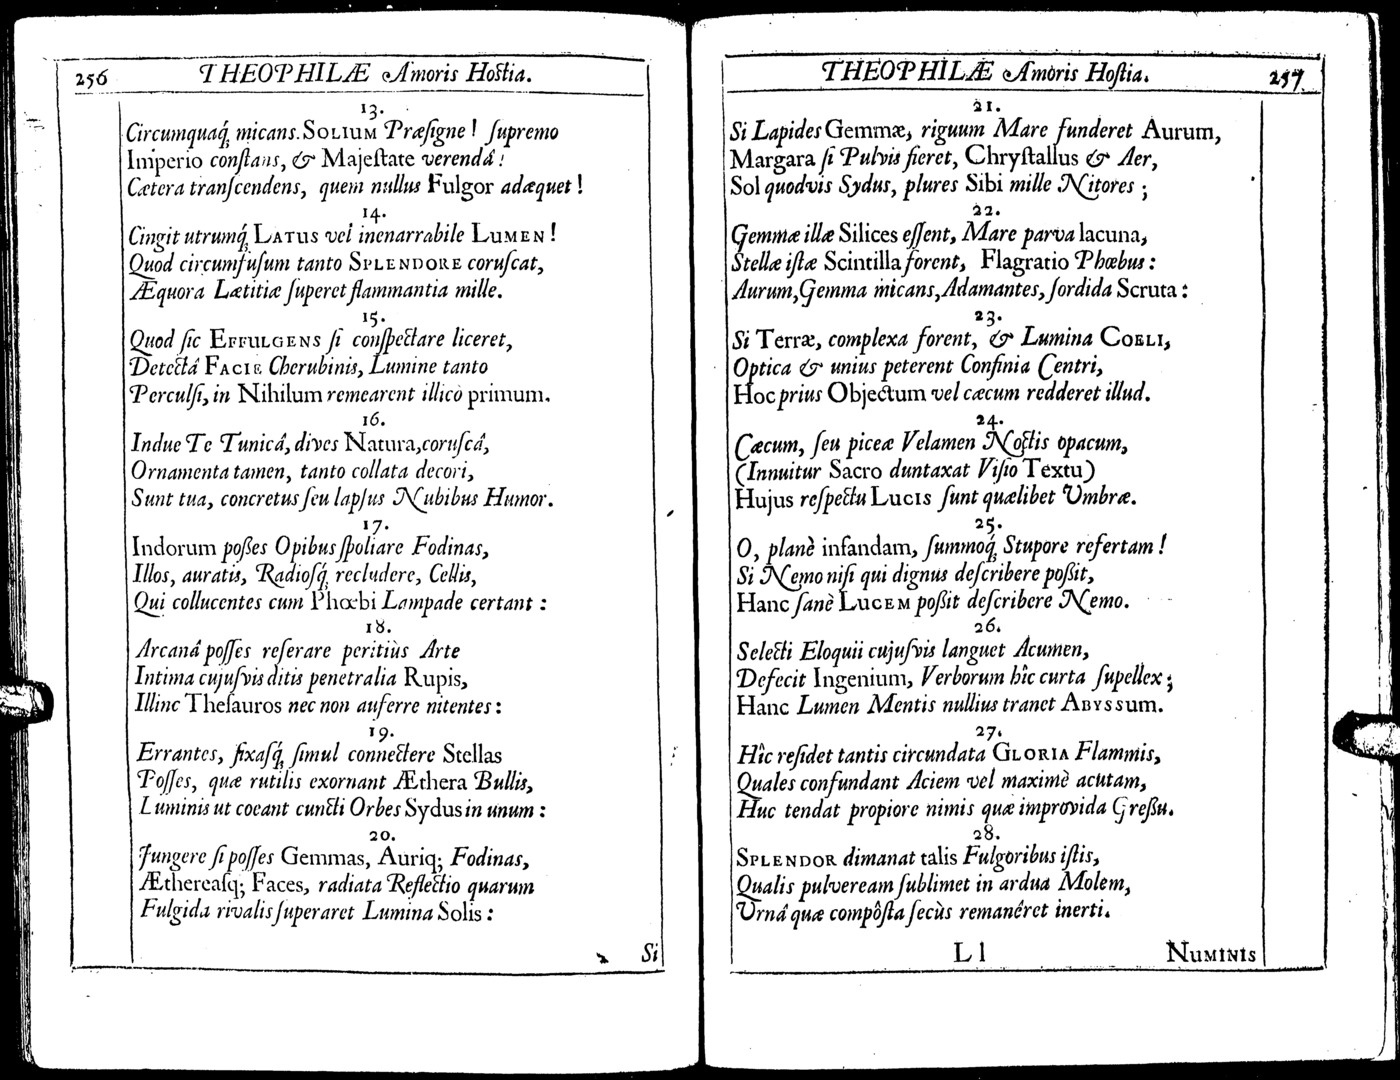 256 THEOPHILÆ Amoris Hostia.
13.
Circumquaq́; micans. SOLIUM Præſigne! ſupremo
Imperio conſtans, & Majeſtate verendâ!
Cætera tranſcendens, quem nullus Fulgor adæquet!
14.
Cingit utrumq́; LATUS vel inenarrabile LUMEN!
Quod circumfuſum tanto SPLENDORE coruſcat,
Æquora Lætitiæ ſuperet flammantia mille.
15.
Quod ſic EFFULGENS ſi conſpectare liceret,
Detectâ FACIE Cherubinis, Lumine tanto
Perculſi, in Nihilum remearent illicò primum.
16.
Indue Te Tunicâ, dives Natura, coruſcâ,
Ornamenta tamen, tanto collata decori,
Sunt tua, concretus ſeu lapſus Nubibus Humor.
17.
Indorum poßes Opibus ſpoliare Fodinas,
Illos, auratis, Radioſq́; recludere, Cellis,
Qui collucentes cum Phœbi Lampade certant:
18.
Arcanâ poſſes reſerare peritiùs Arte
Intima cujuſvis ditis penetralia Rupis,
Illinc Theſauros nec non auferre nitentes:
19.
Errantes, fixaſq́; ſimul connectere Stellas
Poſſes, quæ rutilis exornant Æthera Bullis,
Luminis ut coeant cuncti Orbes Sydus in unum:
20.
Jungere ſi poſſes Gemmas, Auriq; Fodinas,
Æthereaſq; Faces, radiata Reflectio quarum
Fulgida rivalis ſuperaret Lumina Solis:
Si
THEOPHILÆ Amoris Hoſtia. 257
21.
Si Lapides Gemmæ, riguum Mare funderet Aurum,
Margara ſi Pulvis fieret, Chryſtallus & Aer,
Sol quodvis Sydus, plures Sibi mille Nitores;
22.
Gemmæ illæ Silices eſſent, Mare parva lacuna,
Stellæ iſtæ Scintilla forent, Flagratio Phœbus:
Aurum, Gemma micans, Adamantes, ſordida Scruta:
23.
Si Terræ, complexa forent, & Lumina COELI,
Optica & unius peterent Confinia Centri,
Hoc prius Objectum vel cæcum redderet illud.
24.
Cæcum, ſeu piceæ Velamen Noctis opacum,
(Innuitur Sacro duntaxat Viſio Textu)
Hujus reſpectu LUCIS ſunt quælibet Umbræ.
25.
O, planè infandam, ſummoq́; Stupore refertam!
Si Nemo niſi qui dignus deſcribere poßit,
Hanc ſanè LUCEM poßit deſcribere Nemo.
26.
Selecti Eloquii cujuſvis languet Acumen,
Defecit Ingenium, Verborum hîc curta ſupellex;
Hanc Lumen Mentis nullius tranet ABYSSum.
27.
Hîc reſidet tantis circundata GLORIA Flammis,
Quales confundant Aciem vel maximè acutam,
Huc tendat propiore nimis quæ improvida Greßu.
28.
SPLENDOR dimanat talis Fulgoribus iſtis,
Qualis pulveream ſublimet in ardua Molem,
Urnâ quæ compôſta ſecùs remanêret inerti.
L l NUMINIS